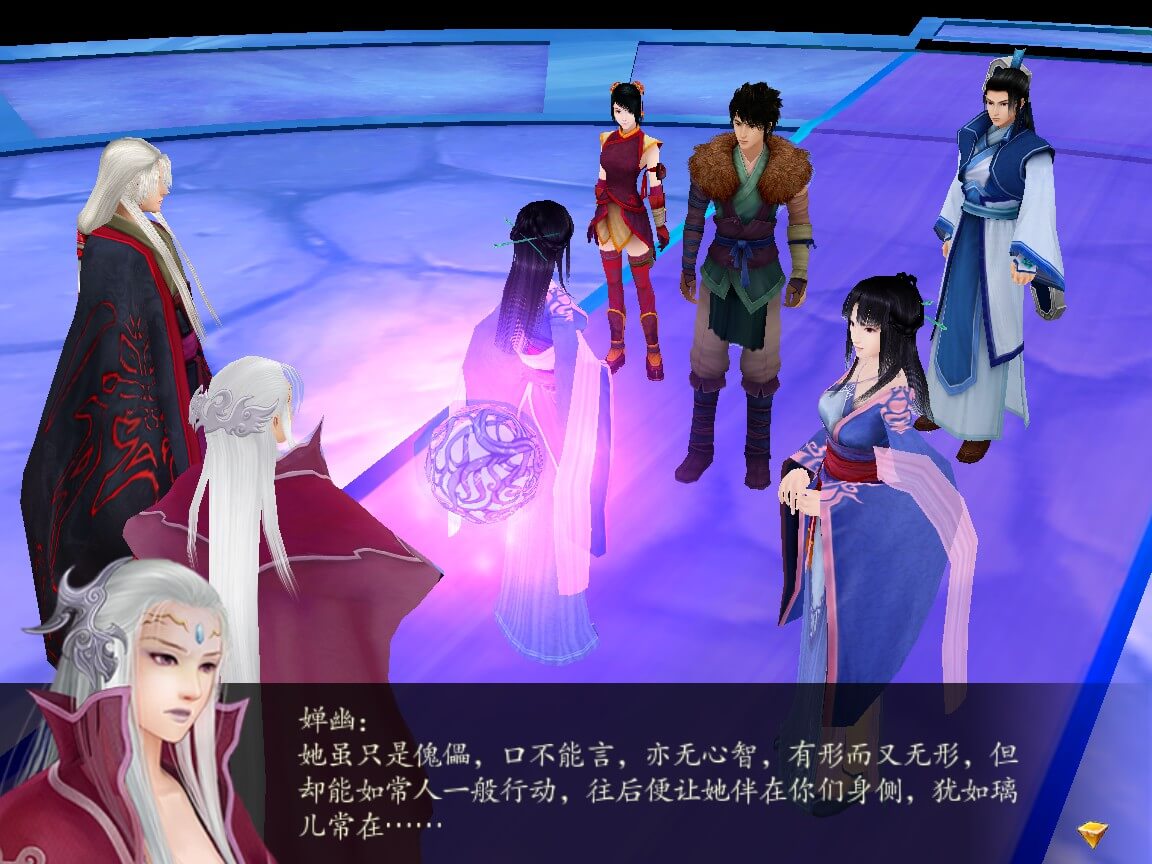 婵幽：
她虽只是傀儡，口不能言，亦无心智，有形而又无形，但
却能如常人一般行动，往后便让她伴在你们身侧，犹如璃
儿常在……